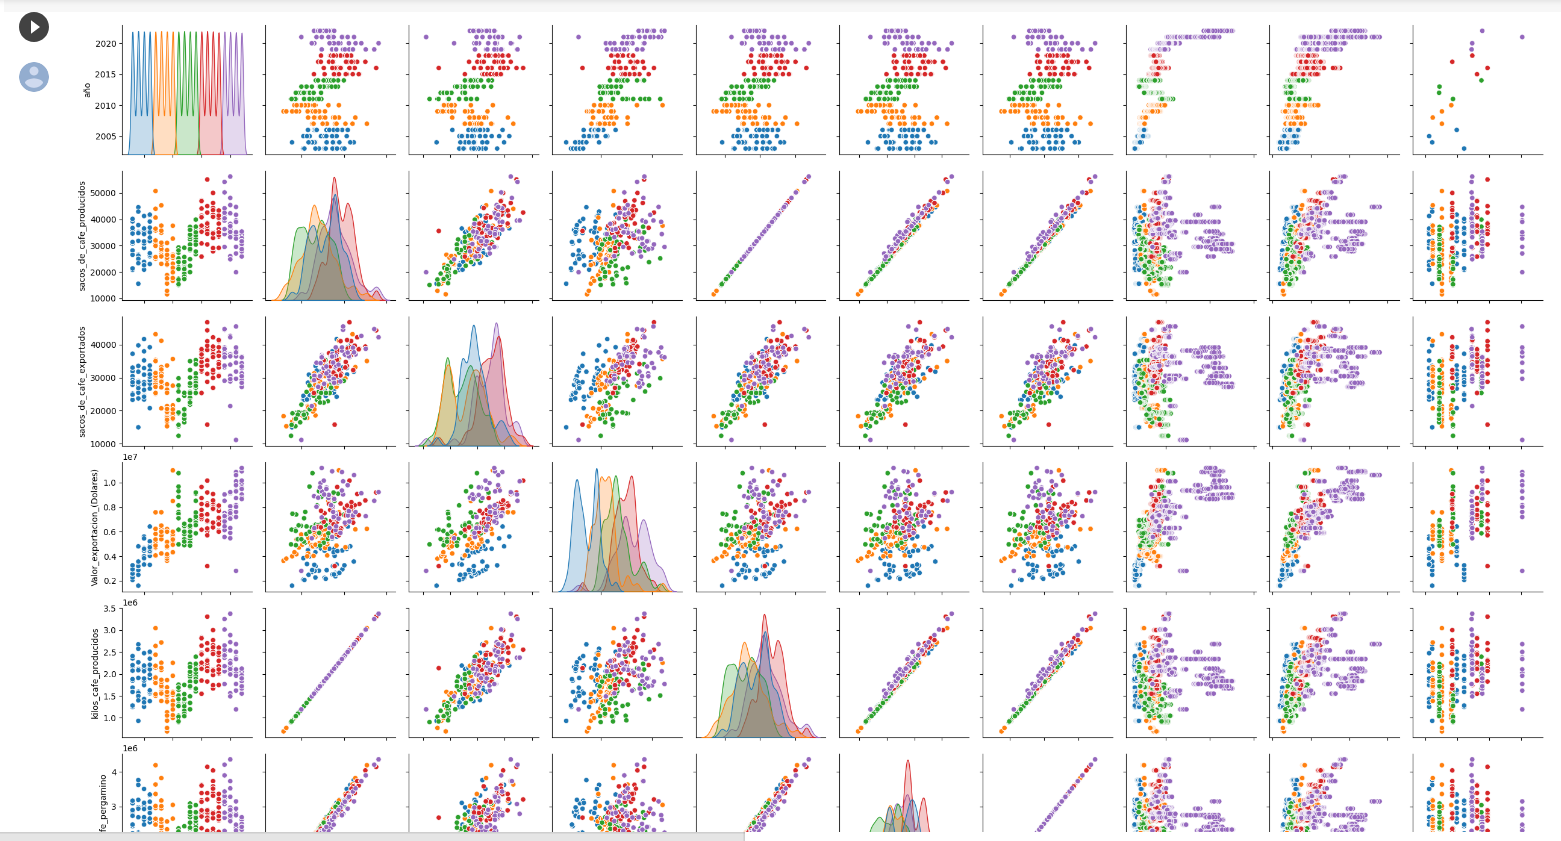 2020
2015
2010
2005
año
50000
40000
30000
20000
10000
sacos_de_cafe_producidos
40000
30000
20000
10000
sacos_de_cafe_exportados
1e7
1.0
0.8
0.6
0.4
0.2
Valor_exportacion_(Dolares)
1e6
3.5
3.0
2.5
2.0
1.5
1.0
kilos_cafe_producidos
1e6
4
3
fe_pergamino